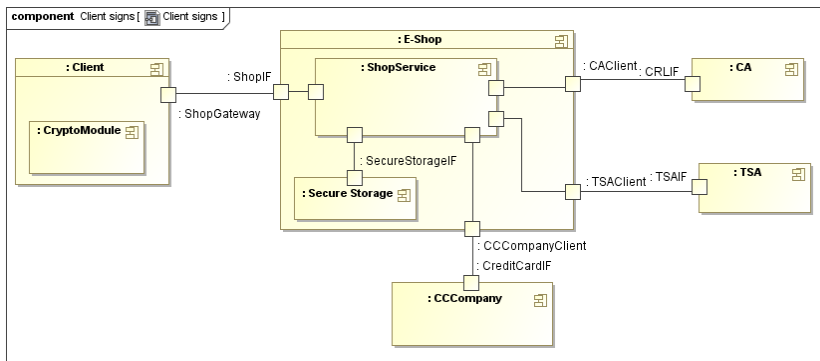 component Client signs [ Client signs ]
: E-Shop
: Client
: ShopIF
: ShopService
: CAClient
: CRLIF
: CA
: ShopGateway
: CryptoModule
: SecureStorageIF
: Secure Storage
: TSAClient
: TSAIF
: TSA
: CCCompanyClient
: CreditCardIF
: CCCompany